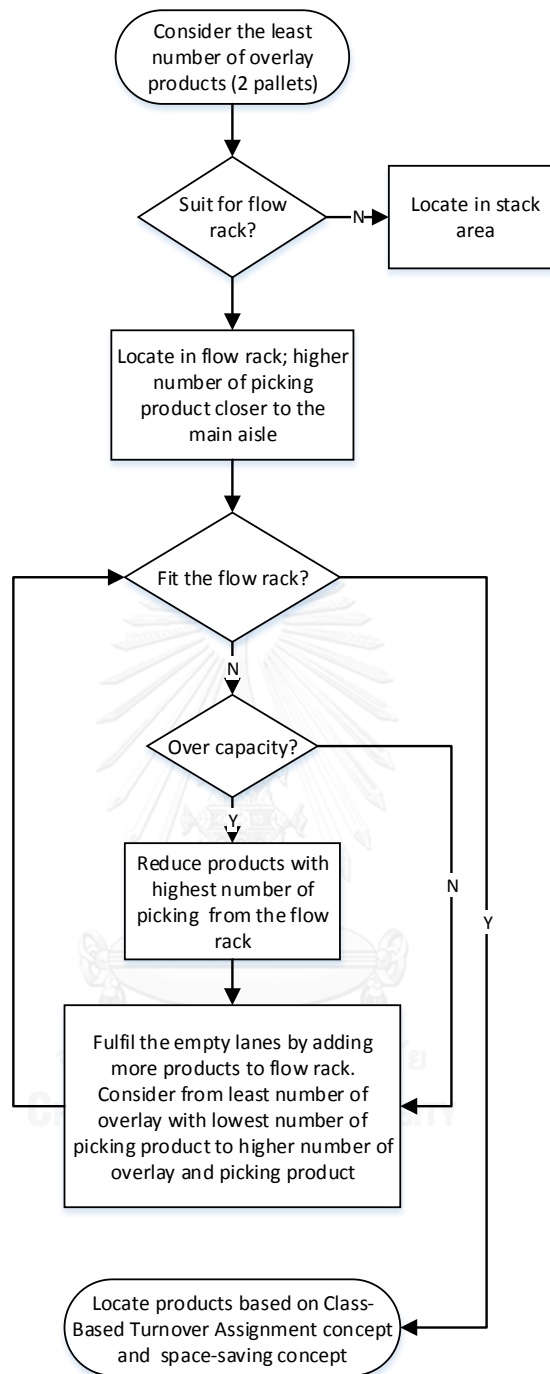 Consider the least
number of overlay
products (2 pallets)
Suit for flow
rack?
N
Locate in stack
area
Locate in flow rack; higher
number of picking
product closer to the
main aisle
Fit the flow rack?
N
Over capacity?
Y
Reduce products with
highest number of
picking from the flow
rack
N
Y
Fulfil the empty lanes by adding
more products to flow rack.
Consider from least number of
overlay with lowest number of
picking product to higher number of
overlay and picking product
Locate products based on Class-
Based Turnover Assignment concept
and space-saving concept